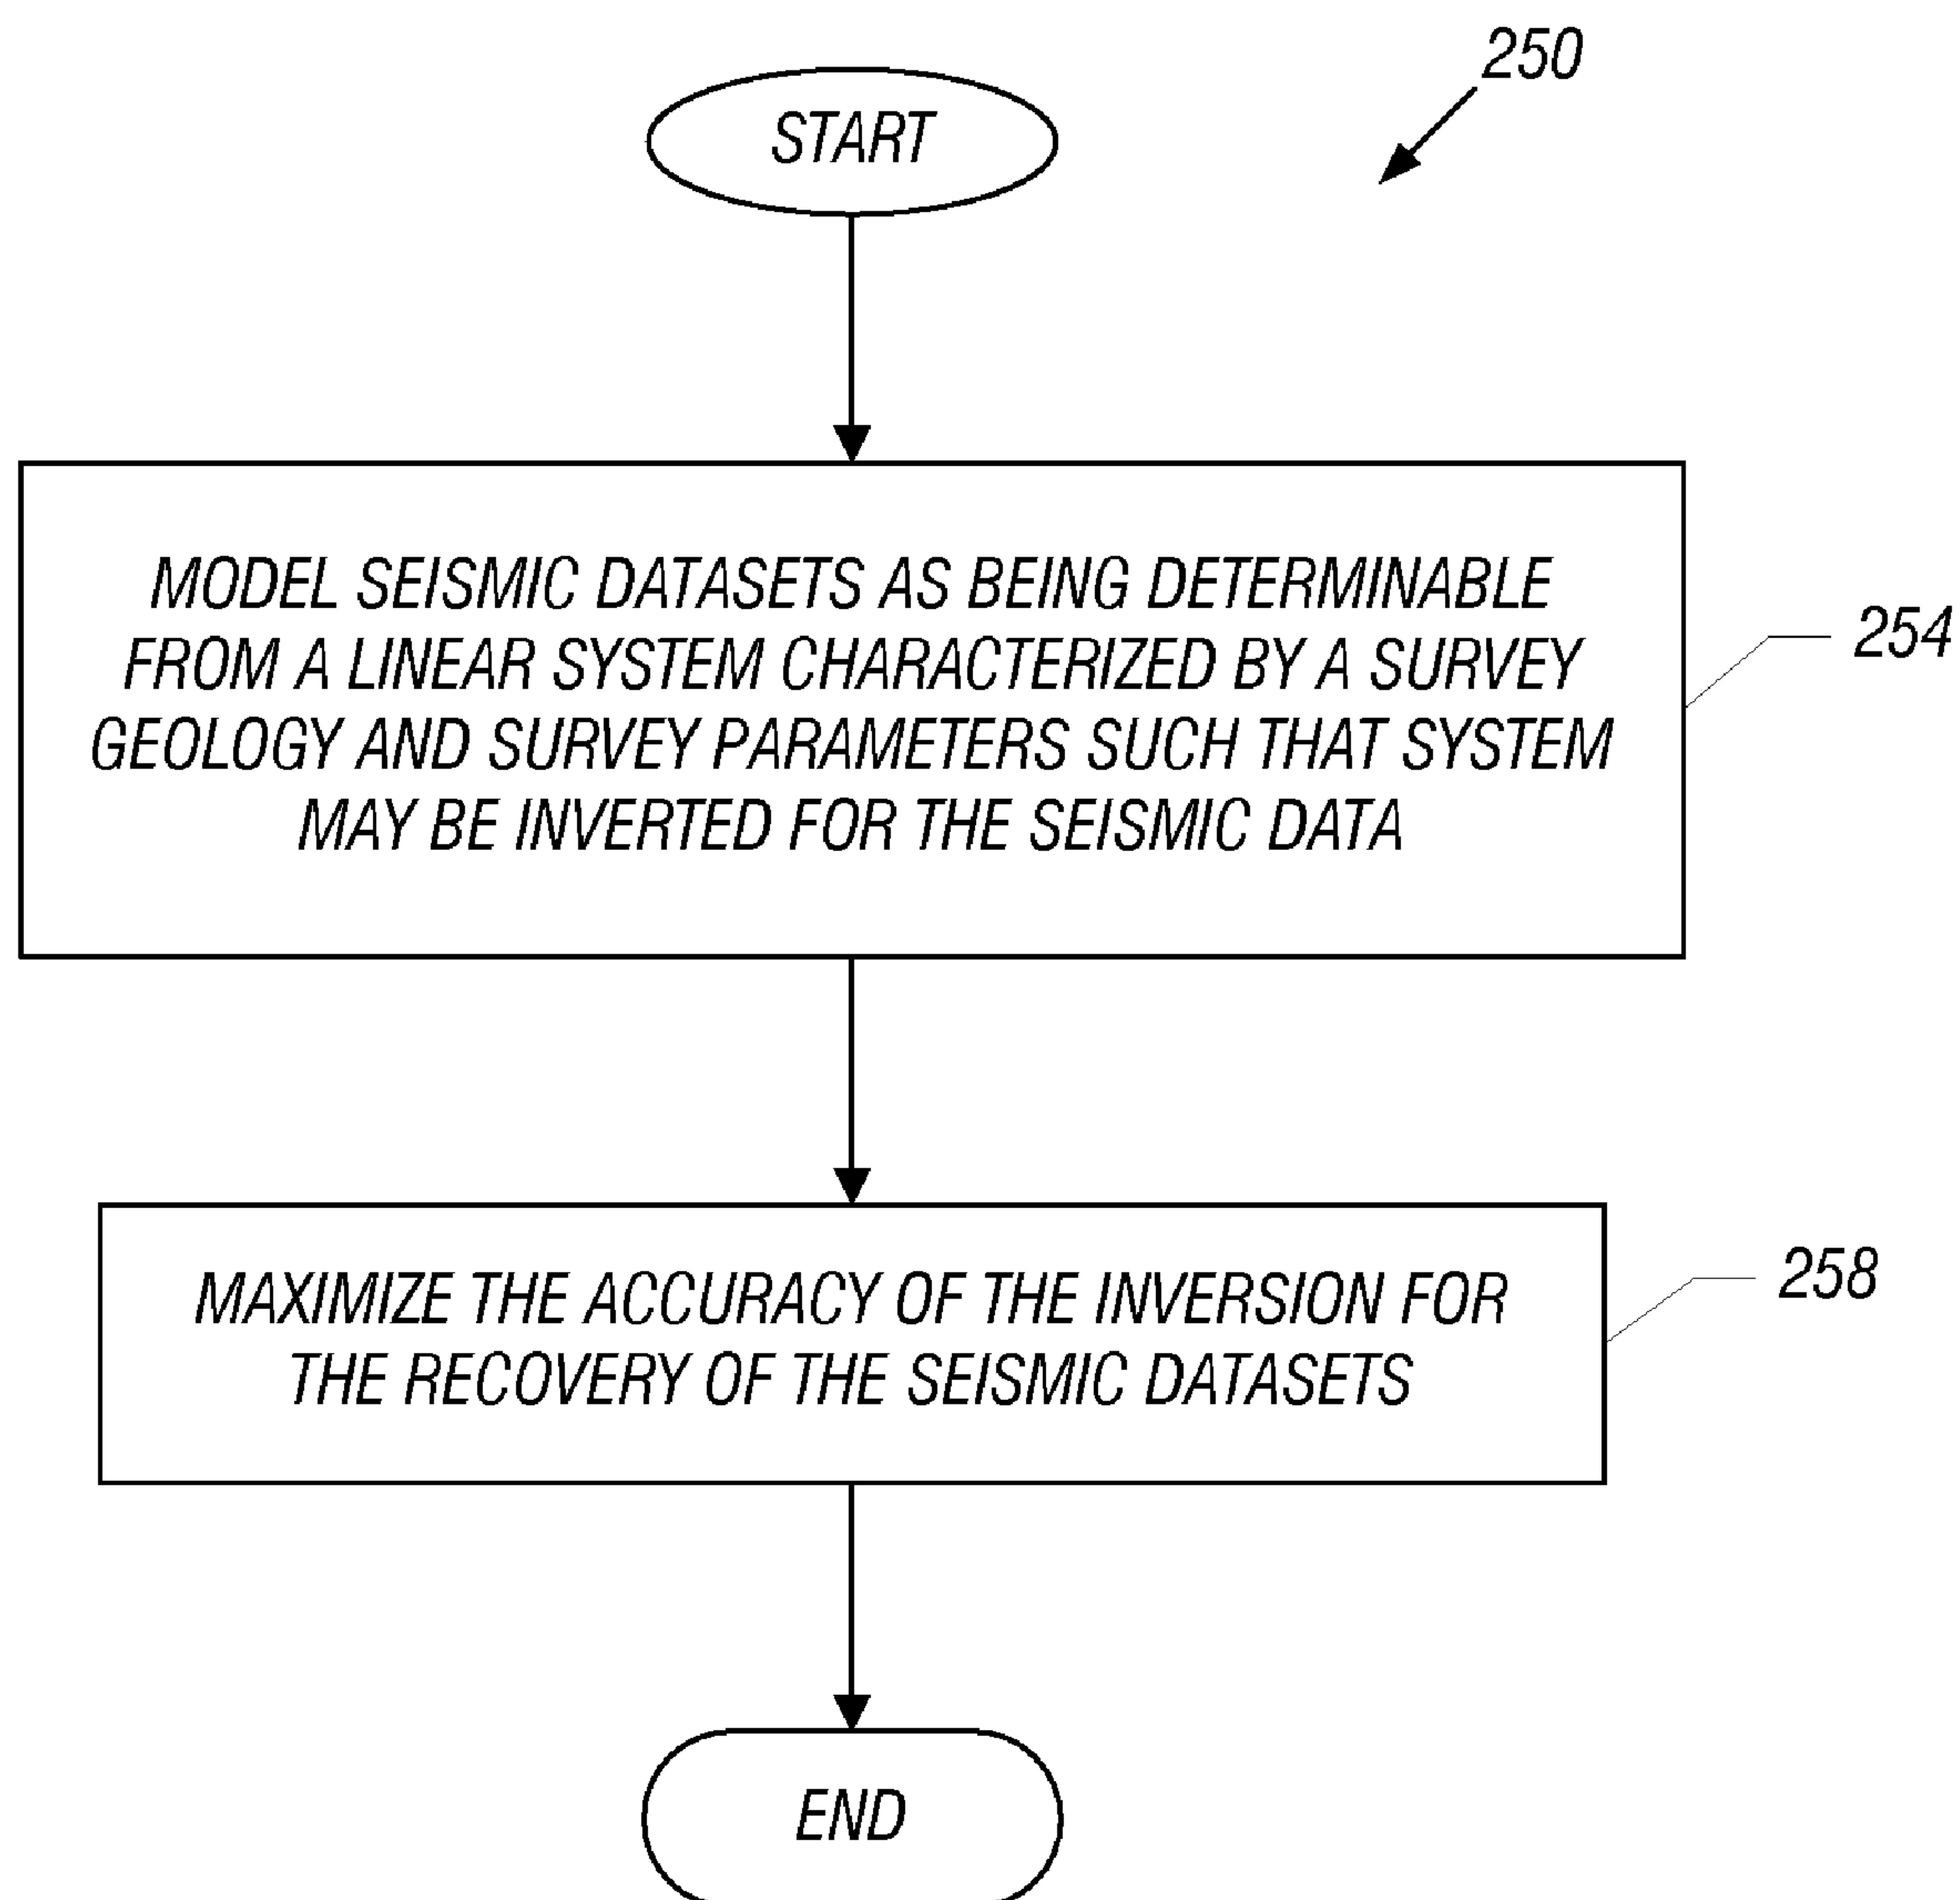 250
START
MODEL SEISMIC DATASETS AS BEING DETERMINABLE
FROM A LINEAR SYSTEM CHARACTERIZED BY A SURVEY
GEOLOGY AND SURVEY PARAMETERS SUCH THAT SYSTEM
MAY BE INVERTED FOR THE SEISMIC DATA
254
MAXIMIZE THE ACCURACY OF THE INVERSION FOR
THE RECOVERY OF THE SEISMIC DATASETS
258
END